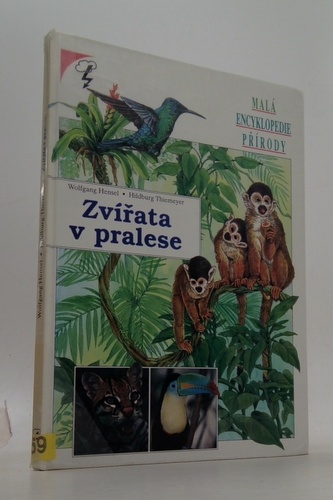 MALÁ
ENCYKLOPEDIE
PŘÍRODY
Wolfgang Hensel • Hildburg Thiemeyer
Zvířata
v pralese